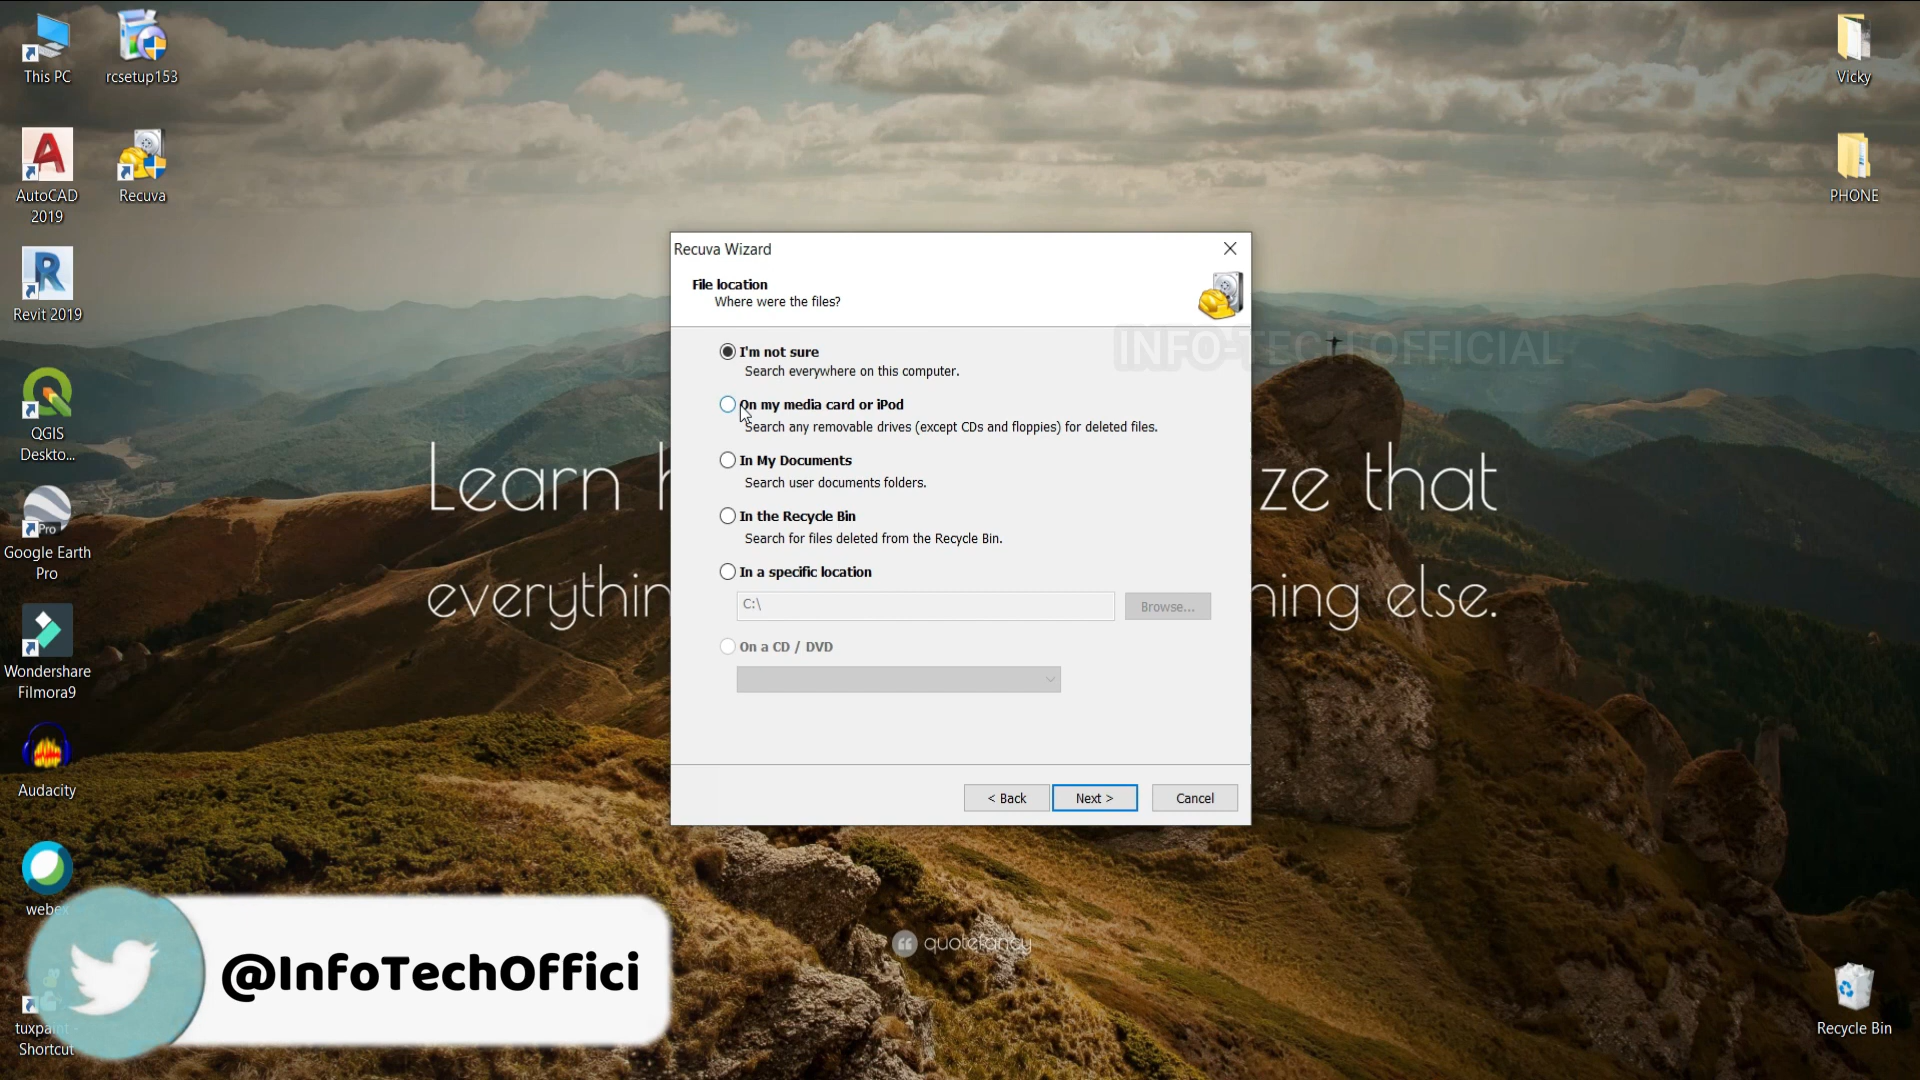 This PC
rcsetup153
AutoCAD
2019
Recuva
Revit 2019
QGIS
Deskto...
Google Earth
Pro
Wondershare
Filmora9
Audacity
webex
tuxpaint -
Shortcut
Vicky
PHONE
Recycle Bin
Recuva Wizard
File location
Where were the files?
I'm not sure
Search everywhere on this computer.
On my media card or iPod
Search any removable drives (except CDs and floppies) for deleted files.
In My Documents
Search user documents folders.
In the Recycle Bin
Search for files deleted from the Recycle Bin.
In a specific location
C:\
Browse...
On a CD / DVD
< Back
Next >
Cancel
INFO-TECH OFFICIAL
Learn ze that
everythin ning else.
quotefancy
@InfoTechOffici